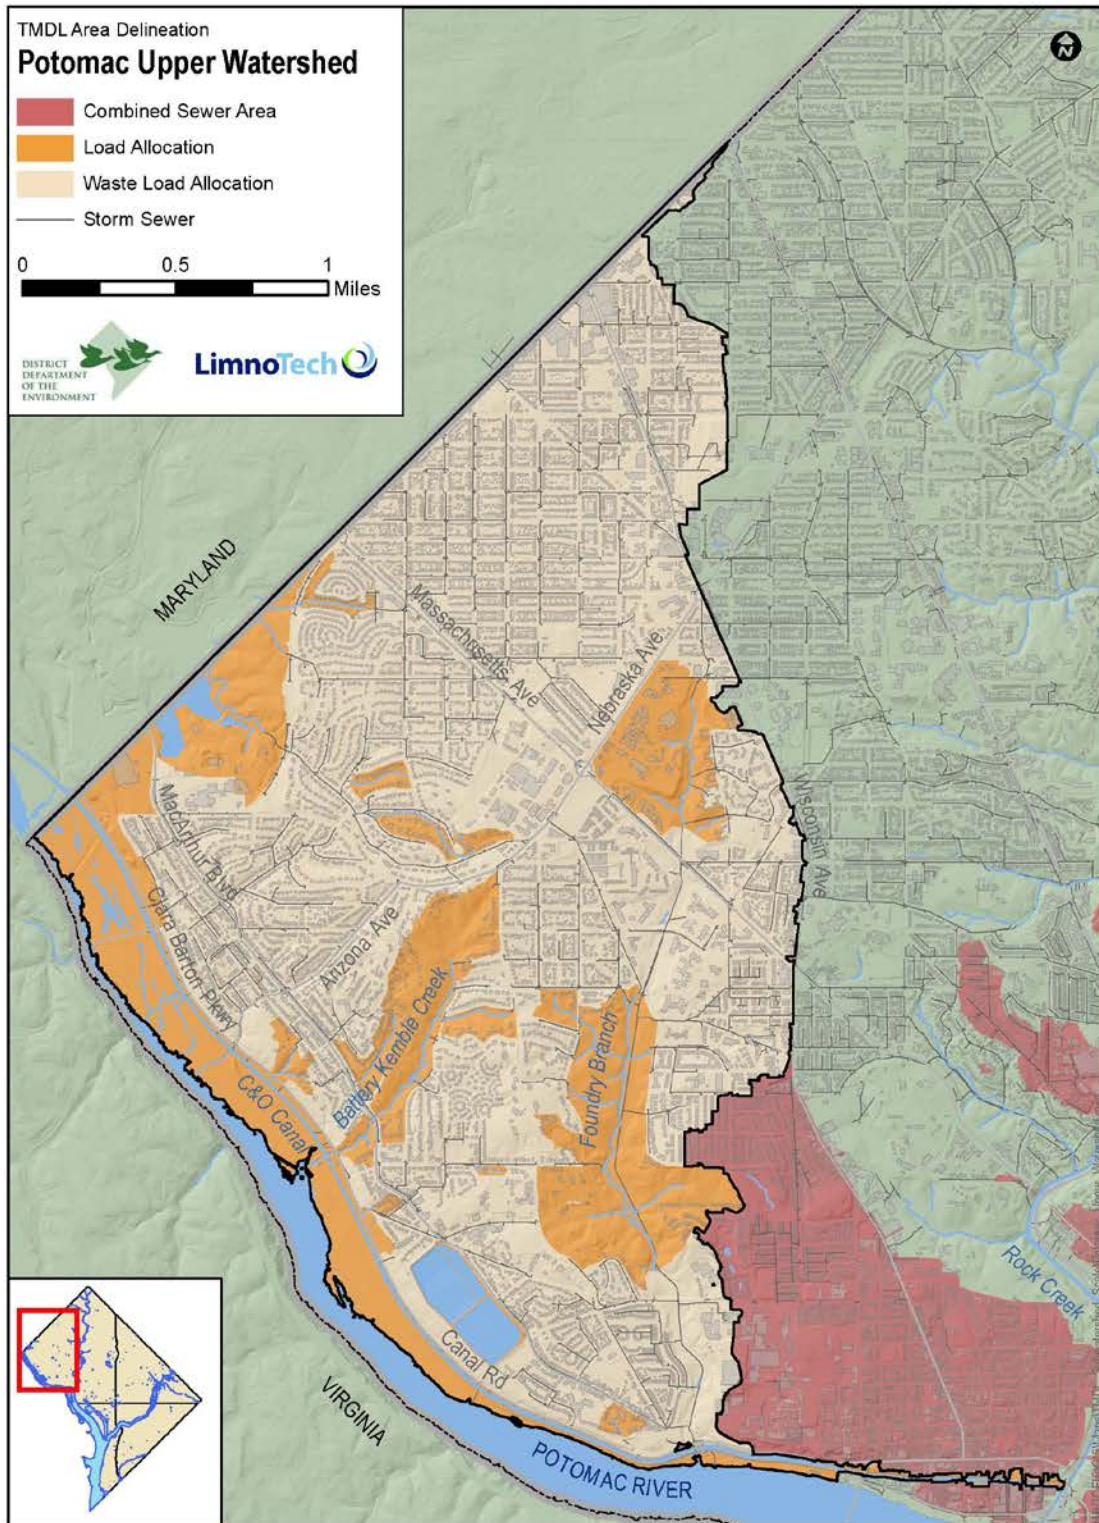 TMDL Area Delineation
Potomac Upper Watershed
Combined Sewer Area
Load Allocation
Waste Load Allocation
Storm Sewer
0 0.5 1
Miles
DISTRICT
DEPARTMENT
OF THE
ENVIRONMENT
LimnoTech
N
MARYLAND
Massachusetts Ave
Nebraska Ave
Wisconsin Ave
MacArthur Blvd
Clara Barton Pkwy
Arizona Ave
Battery Kemble Creek
Foundry Branch
C&O Canal
Rock Creek
Canal Rd
VIRGINIA
POTOMAC RIVER